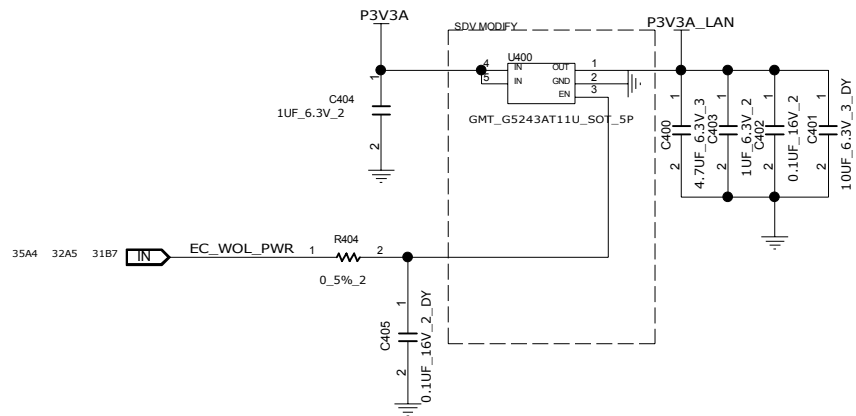 P3V3A
SDV MODIFY
P3V3A_LAN
U400
4 IN OUT 1
5 IN GND 2
EN 3
GMT_G5243AT11U_SOT_5P
1
C404
1UF_6.3V_2
2
1
C400
4.7UF_6.3V_3
2
1
C403
1UF_6.3V_2
2
1
C402
0.1UF_16V_2
2
1
C401
10UF_6.3V_3_DY
2
35A4 32A5 31B7 IN EC_WOL_PWR 1 R404 2
0_5%_2
1
C405
0.1UF_16V_2_DY
2